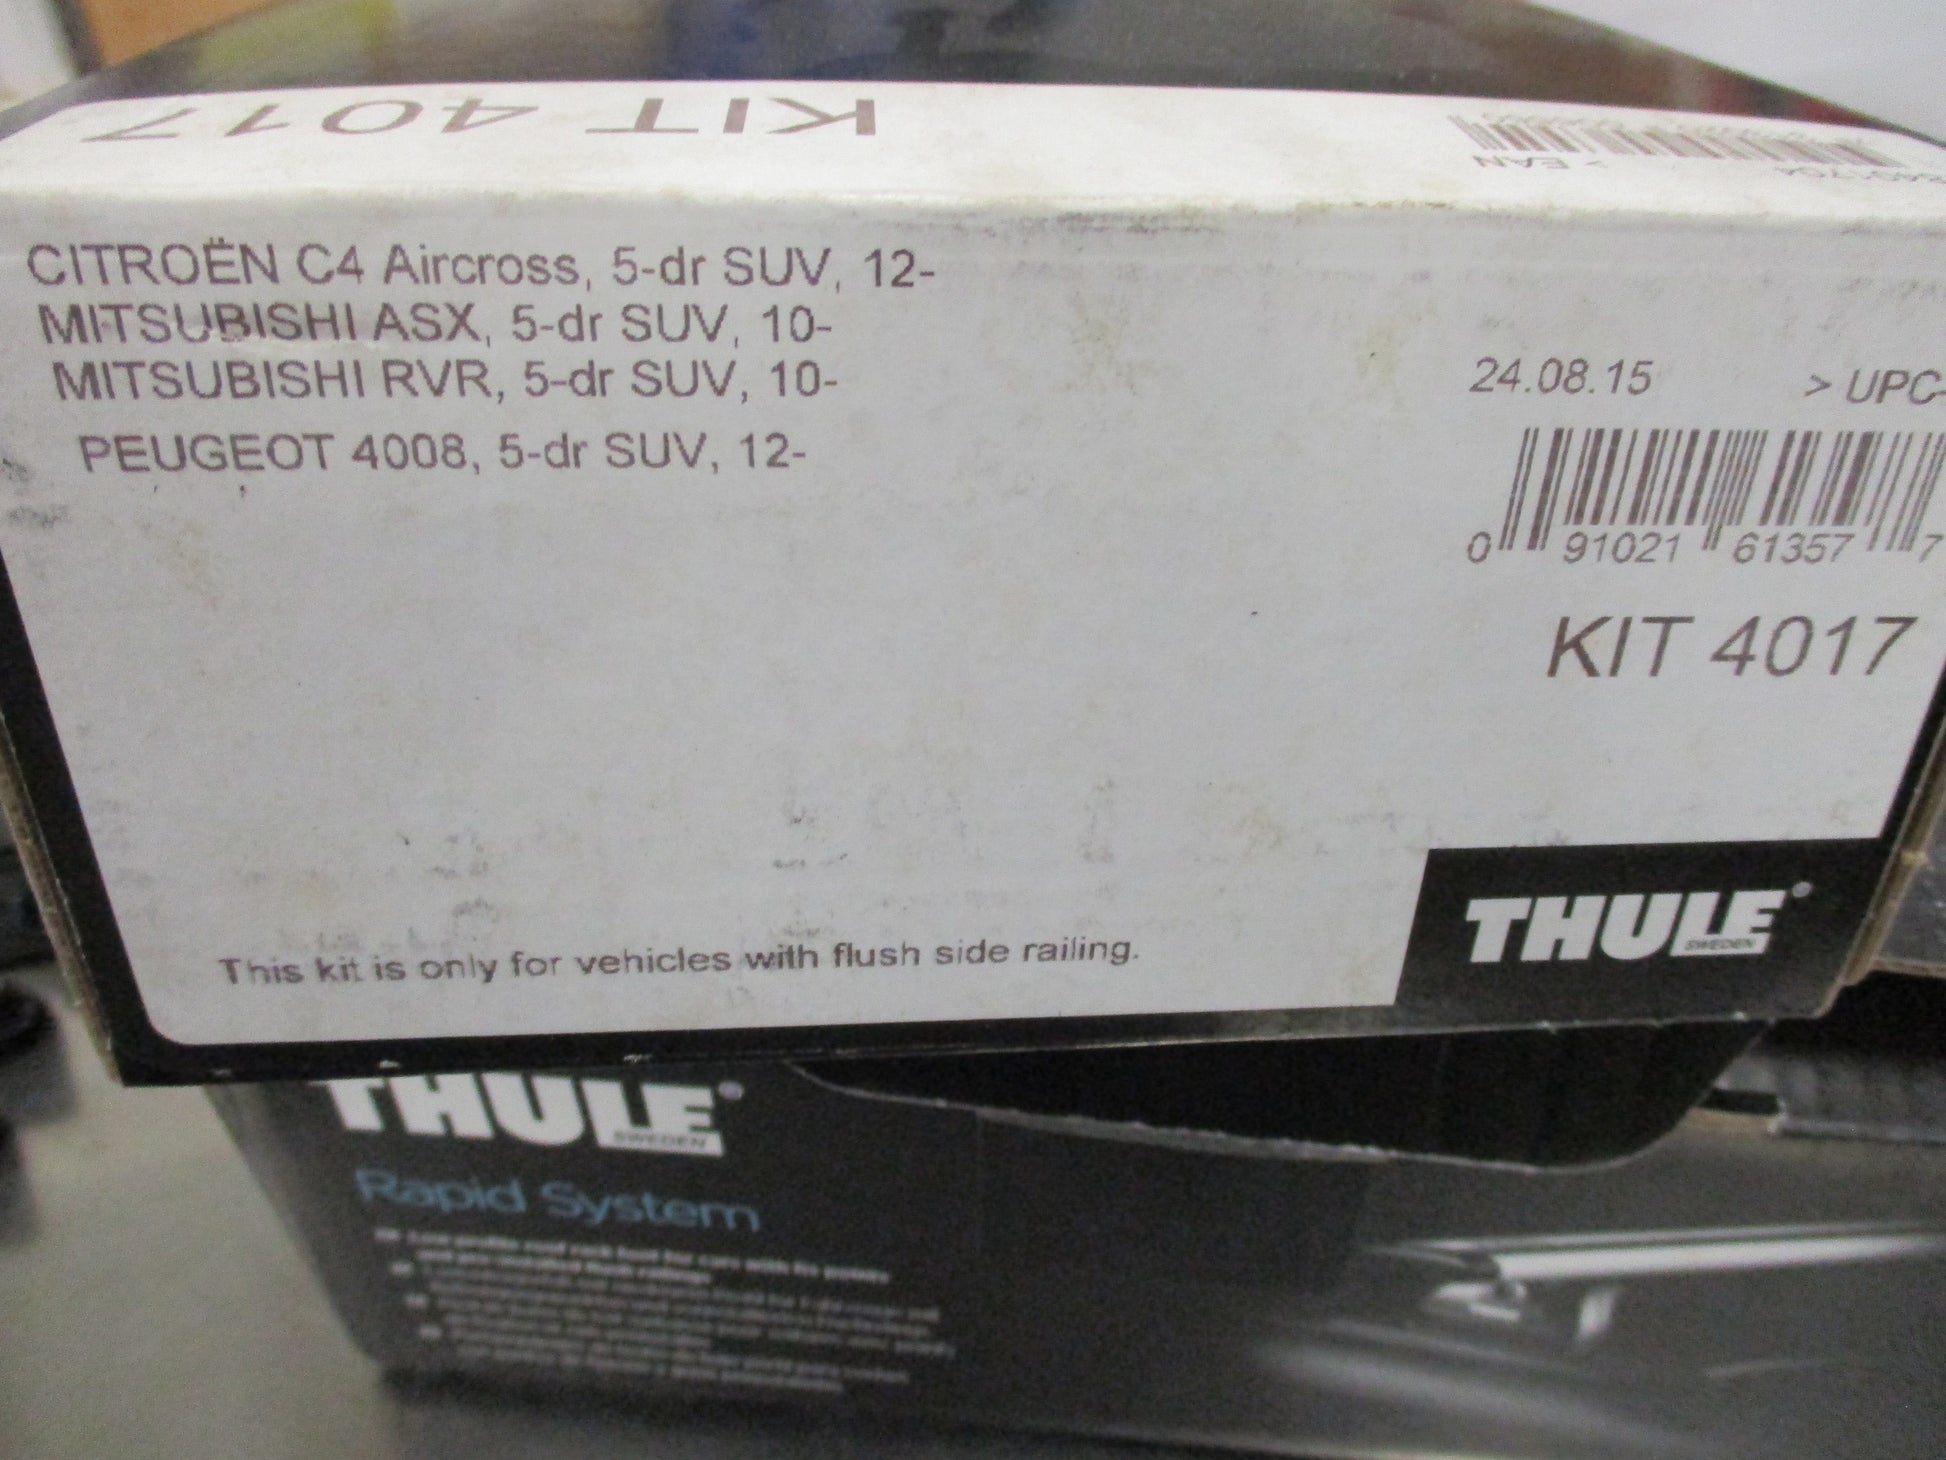 KIT 4017
> EAN
CITROËN C4 Aircross, 5-dr SUV, 12-
MITSUBISHI ASX, 5-dr SUV, 10-
MITSUBISHI RVR, 5-dr SUV, 10-
PEUGEOT 4008, 5-dr SUV, 12-
24.08.15 > UPC-
0 91021 61357 7
KIT 4017
THULE
SWEDEN
This kit is only for vehicles with flush side railing.
THULE
SWEDEN
Rapid System